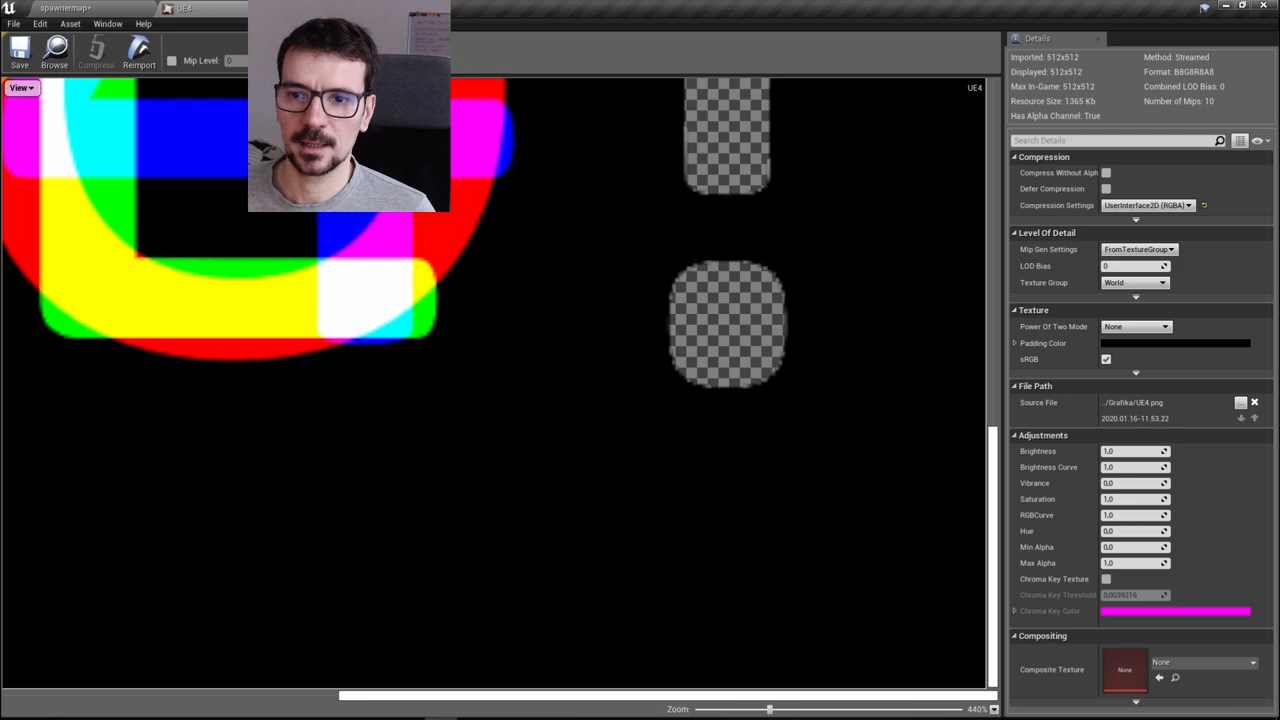 spawnermap*
UE4
File Edit Asset Window Help
Save Browse Compress Reimport
Mip Level: 0
View
UE4
Zoom: 440%
Details
Imported: 512x512 Method: Streamed
Displayed: 512x512 Format: B8G8R8A8
Max In-Game: 512x512 Combined LOD Bias: 0
Resource Size: 1365 Kb Number of Mips: 10
Has Alpha Channel: True
Search Details
Compression
Compress Without Alph
Defer Compression
Compression Settings UserInterface2D (RGBA)
Level Of Detail
Mip Gen Settings FromTextureGroup
LOD Bias 0
Texture Group World
Texture
Power Of Two Mode None
Padding Color
sRGB
File Path
Source File ../Grafika/UE4.png
2020.01.16-11.53.22
Adjustments
Brightness 1,0
Brightness Curve 1,0
Vibrance 0,0
Saturation 1,0
RGBCurve 1,0
Hue 0,0
Min Alpha 0,0
Max Alpha 1,0
Chroma Key Texture
Chroma Key Threshold 0,0039216
Chroma Key Color
Compositing
Composite Texture None None